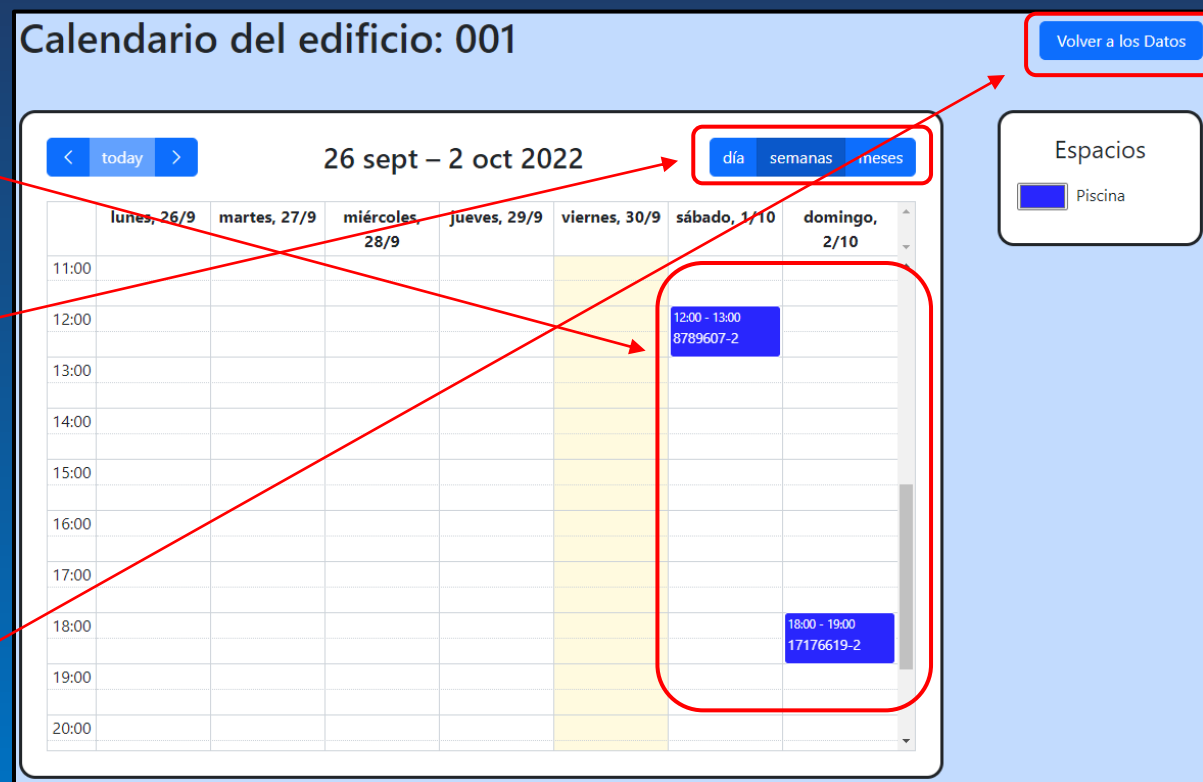 Calendario del edificio: 001
Volver a los Datos
today
26 sept – 2 oct 2022
día semanas meses
Espacios
Piscina
lunes, 26/9 martes, 27/9 miércoles, 28/9 jueves, 29/9 viernes, 30/9 sábado, 1/10 domingo, 2/10
11:00
12:00
12:00 - 13:00
8789607-2
13:00
14:00
15:00
16:00
17:00
18:00
18:00 - 19:00
17176619-2
19:00
20:00